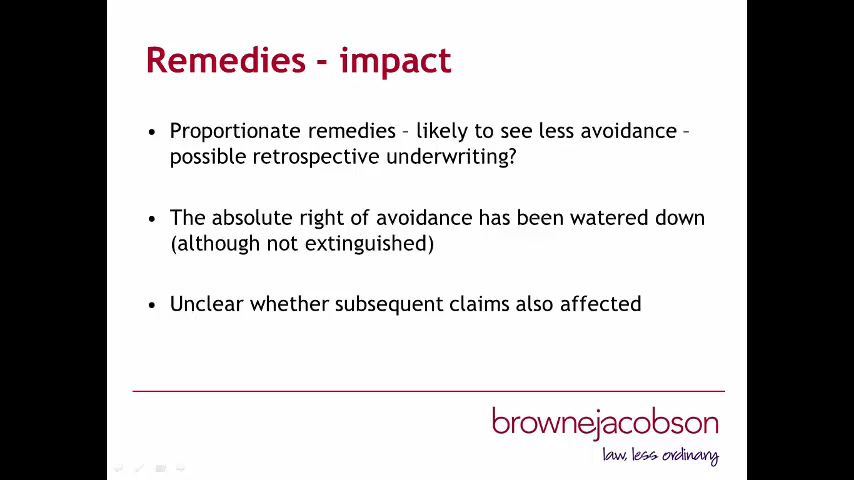 Remedies - impact
• Proportionate remedies – likely to see less avoidance –
possible retrospective underwriting?
• The absolute right of avoidance has been watered down
(although not extinguished)
• Unclear whether subsequent claims also affected
brownejacobson
law, less ordinary